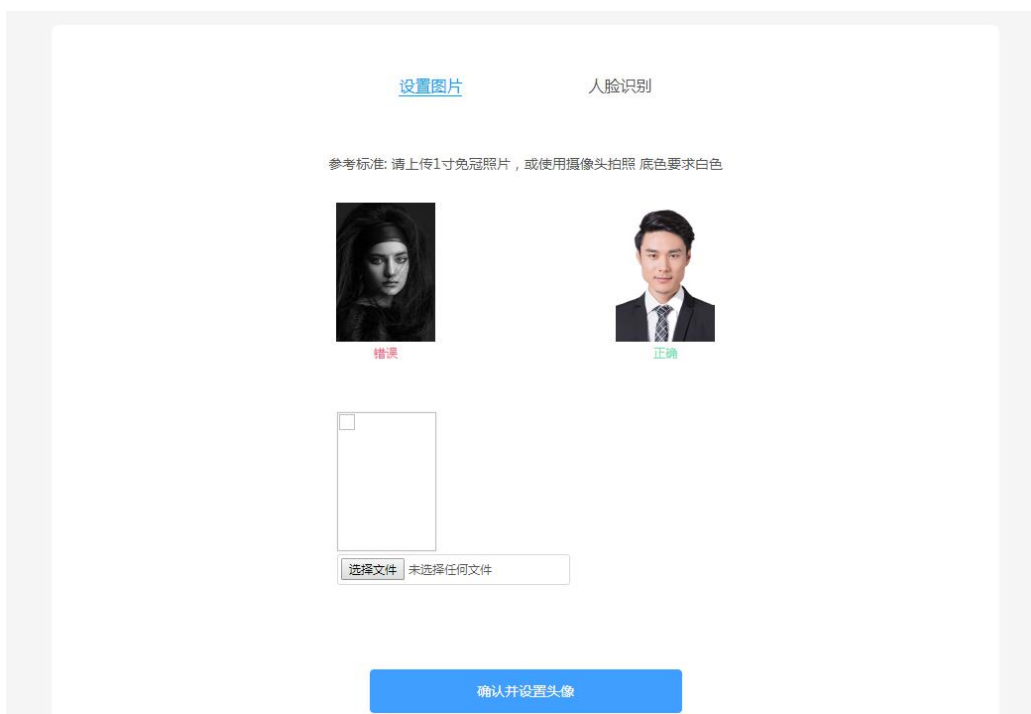 设置图片 人脸识别
参考标准: 请上传1寸免冠照片，或使用摄像头拍照 底色要求白色
错误 正确
选择文件 未选择任何文件
确认并设置头像